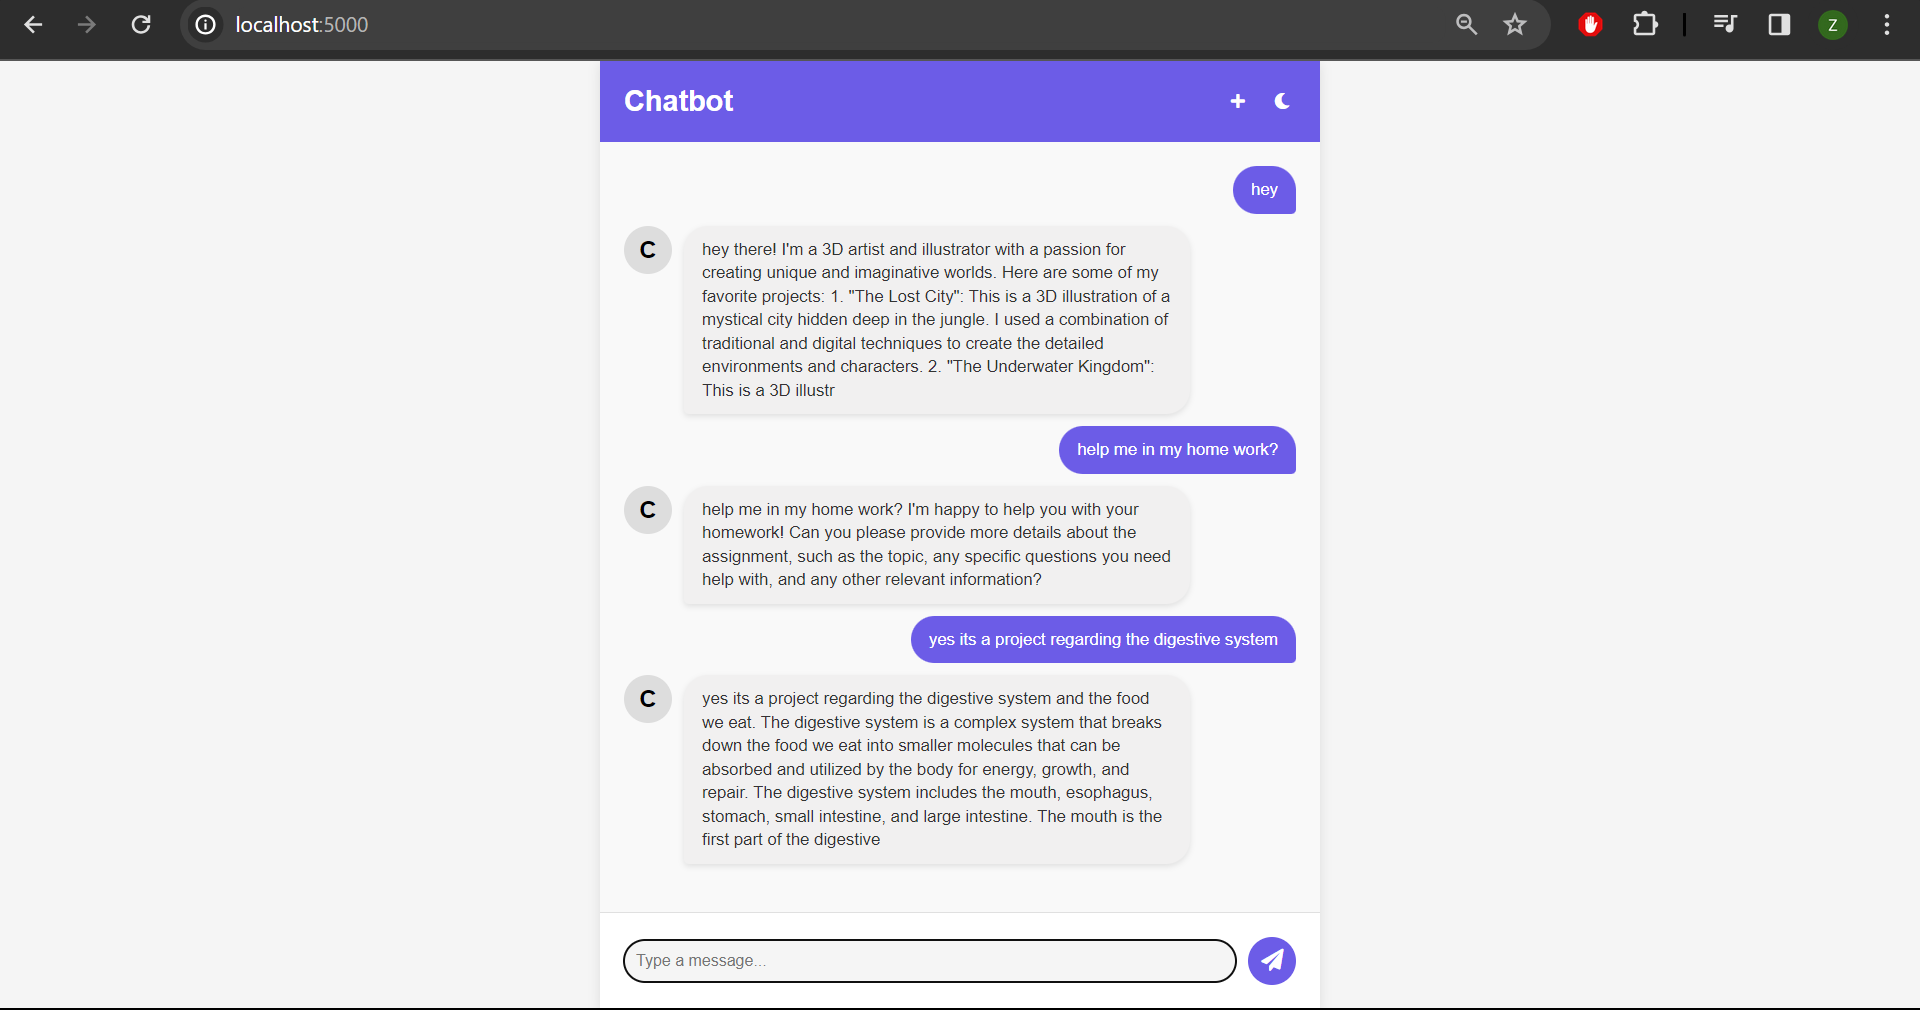 localhost:5000
Z
Chatbot
hey
C
hey there! I'm a 3D artist and illustrator with a passion for
creating unique and imaginative worlds. Here are some of my
favorite projects: 1. "The Lost City": This is a 3D illustration of a
mystical city hidden deep in the jungle. I used a combination of
traditional and digital techniques to create the detailed
environments and characters. 2. "The Underwater Kingdom":
This is a 3D illustr
help me in my home work?
C
help me in my home work? I'm happy to help you with your
homework! Can you please provide more details about the
assignment, such as the topic, any specific questions you need
help with, and any other relevant information?
yes its a project regarding the digestive system
C
yes its a project regarding the digestive system and the food
we eat. The digestive system is a complex system that breaks
down the food we eat into smaller molecules that can be
absorbed and utilized by the body for energy, growth, and
repair. The digestive system includes the mouth, esophagus,
stomach, small intestine, and large intestine. The mouth is the
first part of the digestive
Type a message...